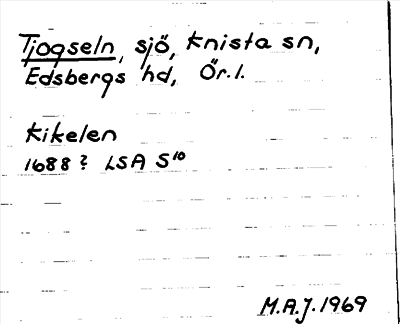 Tjogseln, sjö, Knista sn,
Edsbergs hd, Ör. l.
Kikelen
1688? LSA S10
M.A.J. 1969